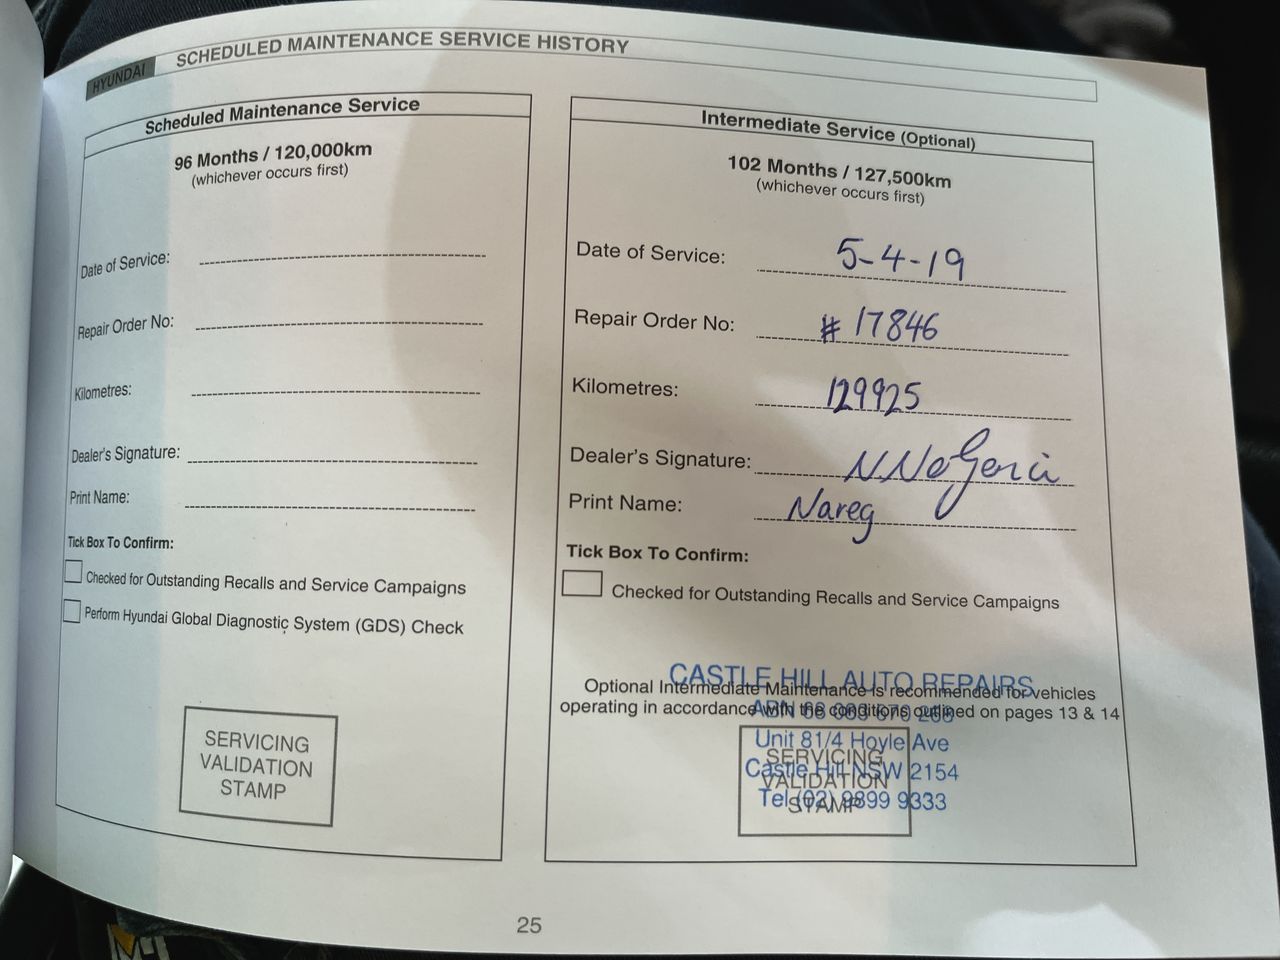 HYUNDAI SCHEDULED MAINTENANCE SERVICE HISTORY
Scheduled Maintenance Service
96 Months / 120,000km
(whichever occurs first)
Date of Service:
Repair Order No:
Kilometres:
Dealer's Signature:
Print Name:
Tick Box To Confirm:
Checked for Outstanding Recalls and Service Campaigns
Perform Hyundai Global Diagnostic System (GDS) Check
SERVICING
VALIDATION
STAMP
Intermediate Service (Optional)
102 Months / 127,500km
(whichever occurs first)
Date of Service: 5-4-19
Repair Order No: # 17846
Kilometres: 129925
Dealer's Signature:
Print Name: Nareg
Tick Box To Confirm:
Checked for Outstanding Recalls and Service Campaigns
CASTLE HILL AUTO REPAIRS
Optional Intermediate Maintenance is recommended for vehicles
operating in accordance with the conditions outlined on pages 13 & 14
ABN
Unit 81/4 Hoyle Ave
SERVICING
Castle Hill NSW 2154
VALIDATION
Tel (02) 9899 9333
STAMP
25